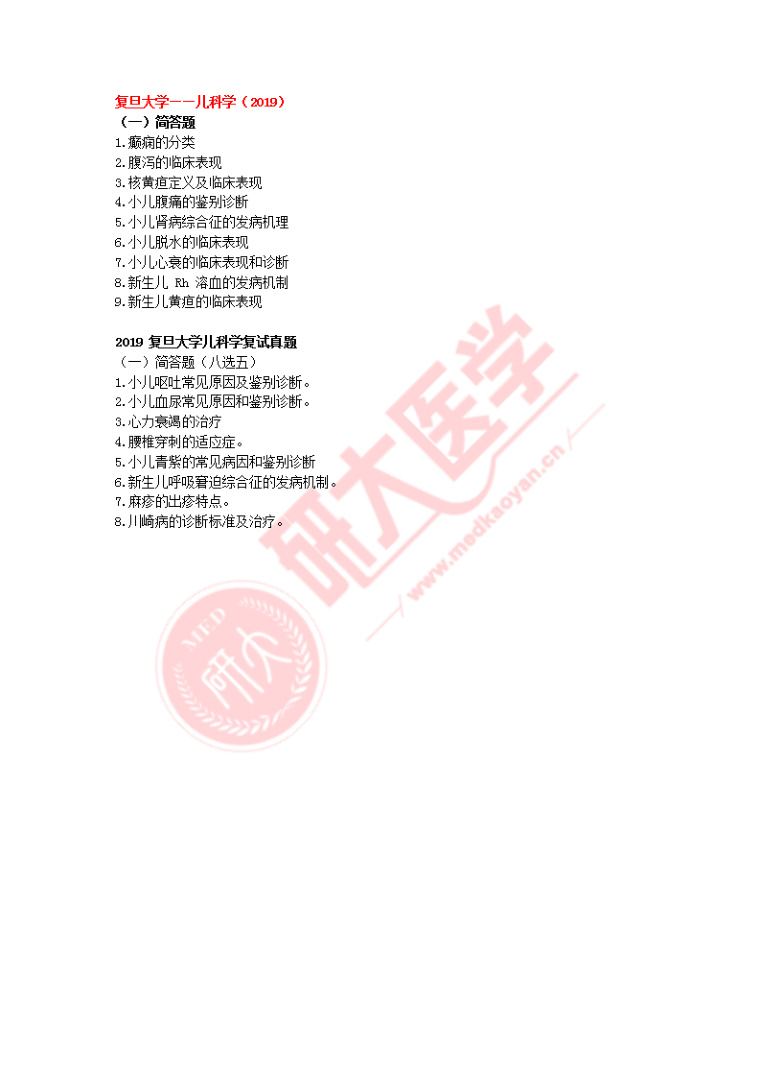 复旦大学——儿科学（2019）
（一）简答题
1.癫痫的分类
2.腹泻的临床表现
3.核黄疸定义及临床表现
4.小儿腹痛的鉴别诊断
5.小儿肾病综合征的发病机理
6.小儿脱水的临床表现
7.小儿心衰的临床表现和诊断
8.新生儿 Rh 溶血的发病机制
9.新生儿黄疸的临床表现
2019 复旦大学儿科学复试真题
（一）简答题（八选五）
1.小儿呕吐常见原因及鉴别诊断。
2.小儿血尿常见原因和鉴别诊断。
3.心力衰竭的治疗
4.腰椎穿刺的适应症。
5.小儿青紫的常见病因和鉴别诊断
6.新生儿呼吸窘迫综合征的发病机制。
7.麻疹的出疹特点。
8.川崎病的诊断标准及治疗。
研大医学
www.medkaoyan.cn
MED
研大